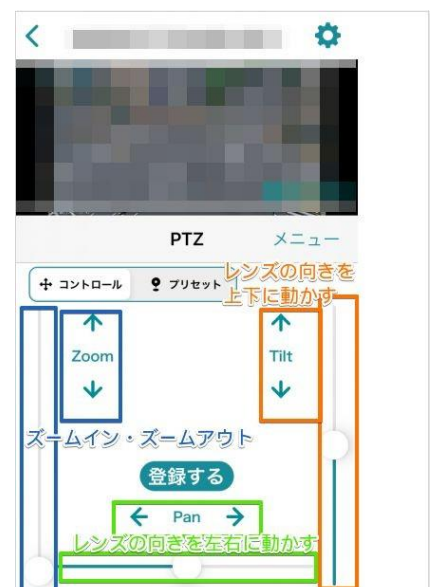 PTZ
メニュー
コントロール
プリセット
レンズの向きを
上下に動かす
Zoom
Tilt
ズームイン・ズームアウト
登録する
Pan
レンズの向きを左右に動かす